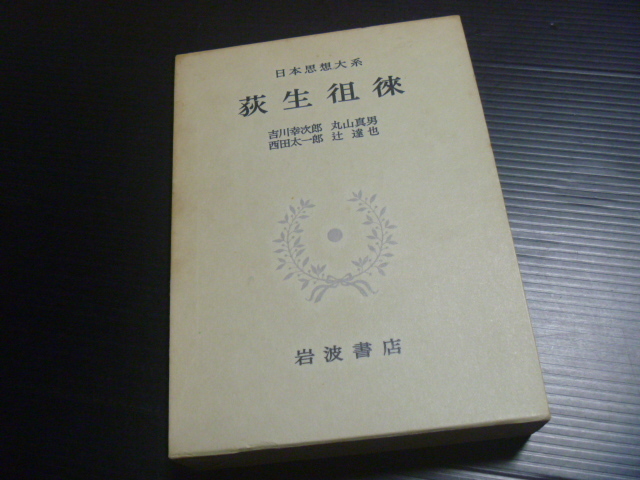 日本思想大系
荻生徂徠
吉川幸次郎 丸山真男
西田太一郎 辻達也
岩波書店